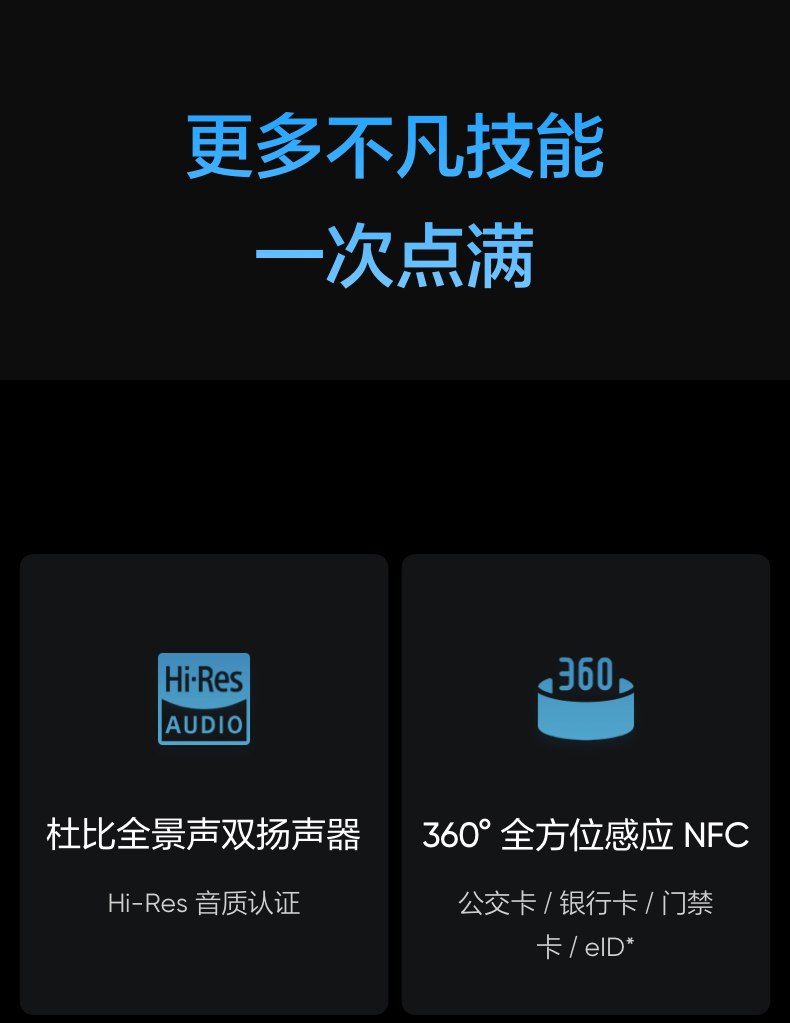 更多不凡技能
一次点满
Hi·Res
AUDIO
360
杜比全景声双扬声器
360° 全方位感应 NFC
Hi-Res 音质认证
公交卡 / 银行卡 / 门禁
卡 / eID*